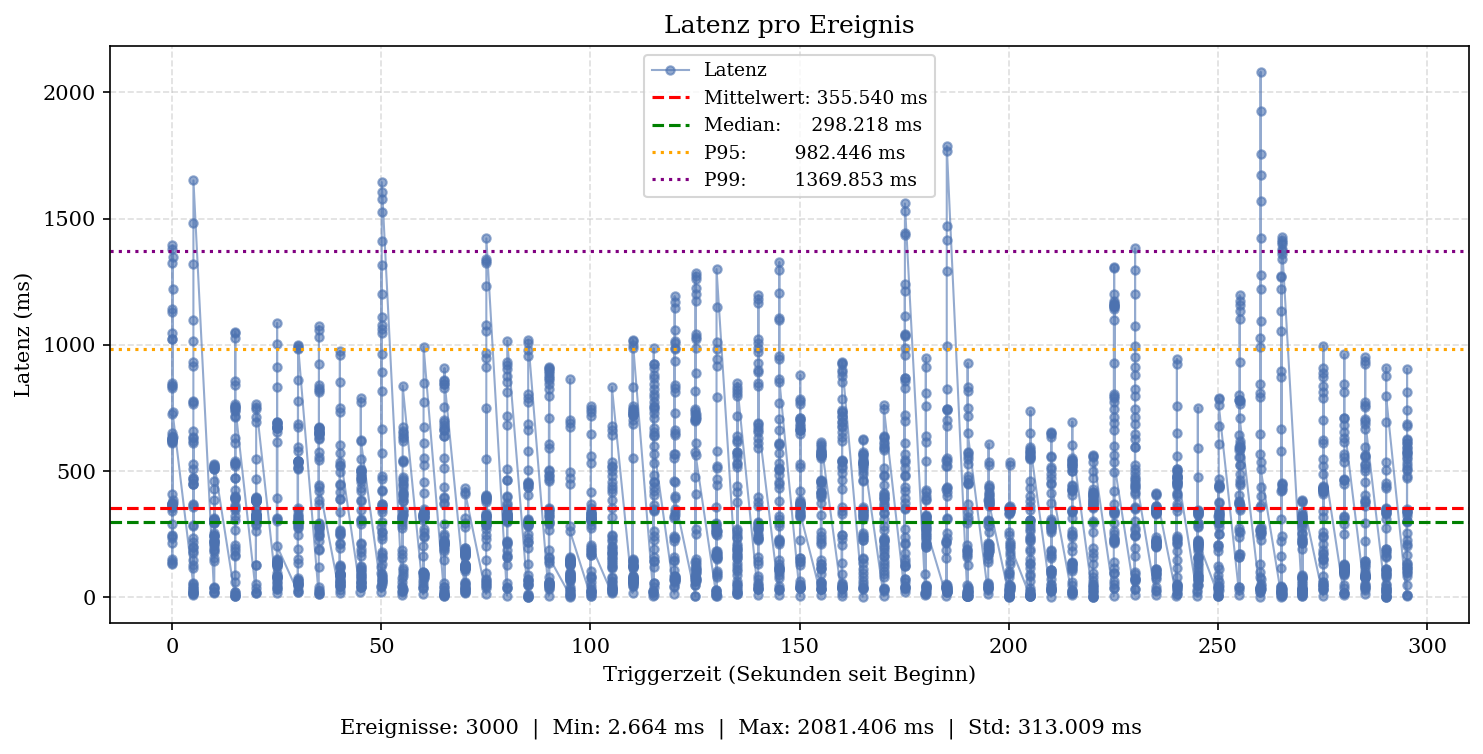 Latenz pro Ereignis
Latenz
Mittelwert: 355.540 ms
Median: 298.218 ms
P95: 982.446 ms
P99: 1369.853 ms
Latenz (ms)
2000
1500
1000
500
0
0 50 100 150 200 250 300
Triggerzeit (Sekunden seit Beginn)
Ereignisse: 3000 | Min: 2.664 ms | Max: 2081.406 ms | Std: 313.009 ms